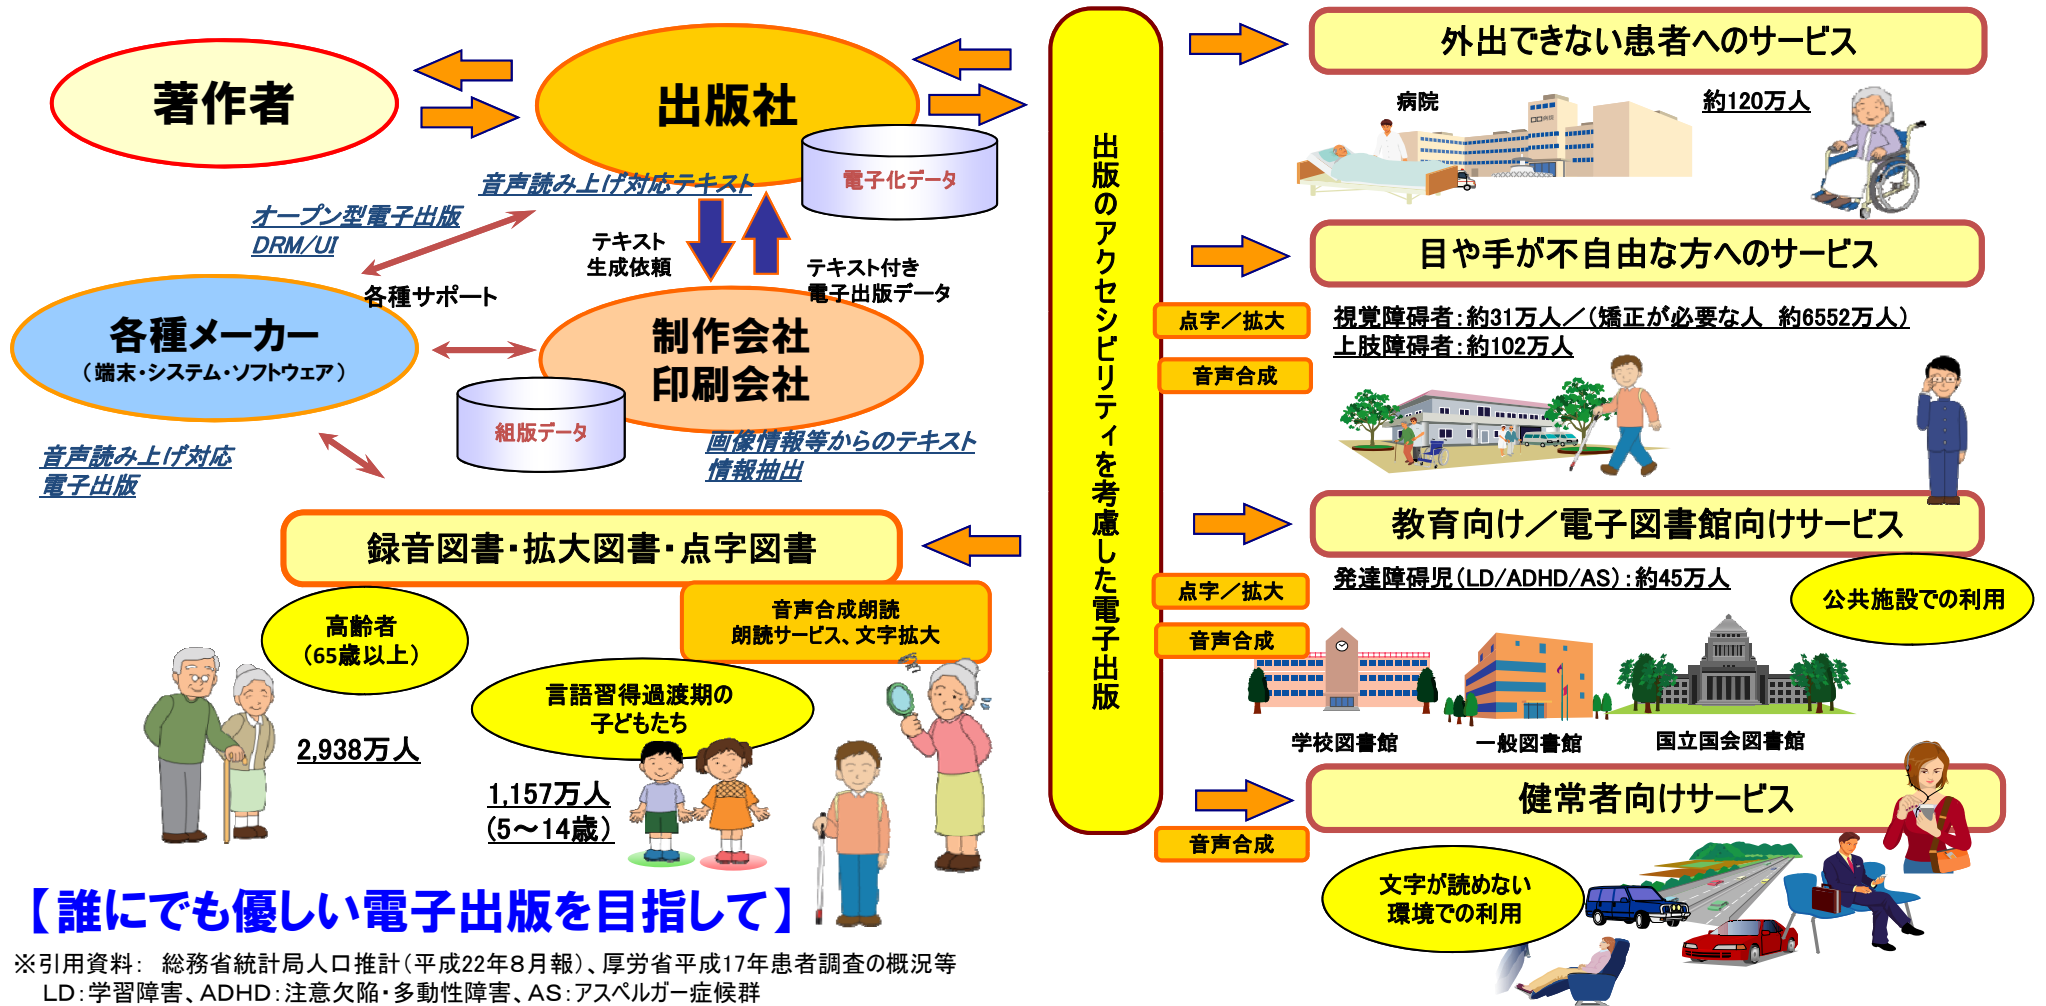 著作者
出版社
電子化データ
音声読み上げ対応テキスト
オープン型電子出版
DRM/UI
テキスト
生成依頼
テキスト付き
電子出版データ
各種サポート
各種メーカー
（端末・システム・ソフトウェア）
制作会社
印刷会社
組版データ
画像情報等からのテキスト
情報抽出
音声読み上げ対応
電子出版
録音図書・拡大図書・点字図書
音声合成朗読
朗読サービス、文字拡大
高齢者
（65歳以上）
2,938万人
言語習得過渡期の
子どもたち
1,157万人
(5～14歳）
【誰にでも優しい電子出版を目指して】
※引用資料：　総務省統計局人口推計（平成22年８月報）、厚労省平成17年患者調査の概況等
LD：学習障害、ADHD：注意欠陥・多動性障害、AS：アスペルガー症候群
出版のアクセシビリティを考慮した電子出版
外出できない患者へのサービス
病院
約120万人
目や手が不自由な方へのサービス
点字／拡大
音声合成
視覚障碍者：約31万人／（矯正が必要な人　約6552万人）
上肢障碍者：約102万人
教育向け／電子図書館向けサービス
点字／拡大
音声合成
発達障碍児（LD/ADHD/AS）：約45万人
公共施設での利用
学校図書館
一般図書館
国立国会図書館
健常者向けサービス
音声合成
文字が読めない
環境での利用